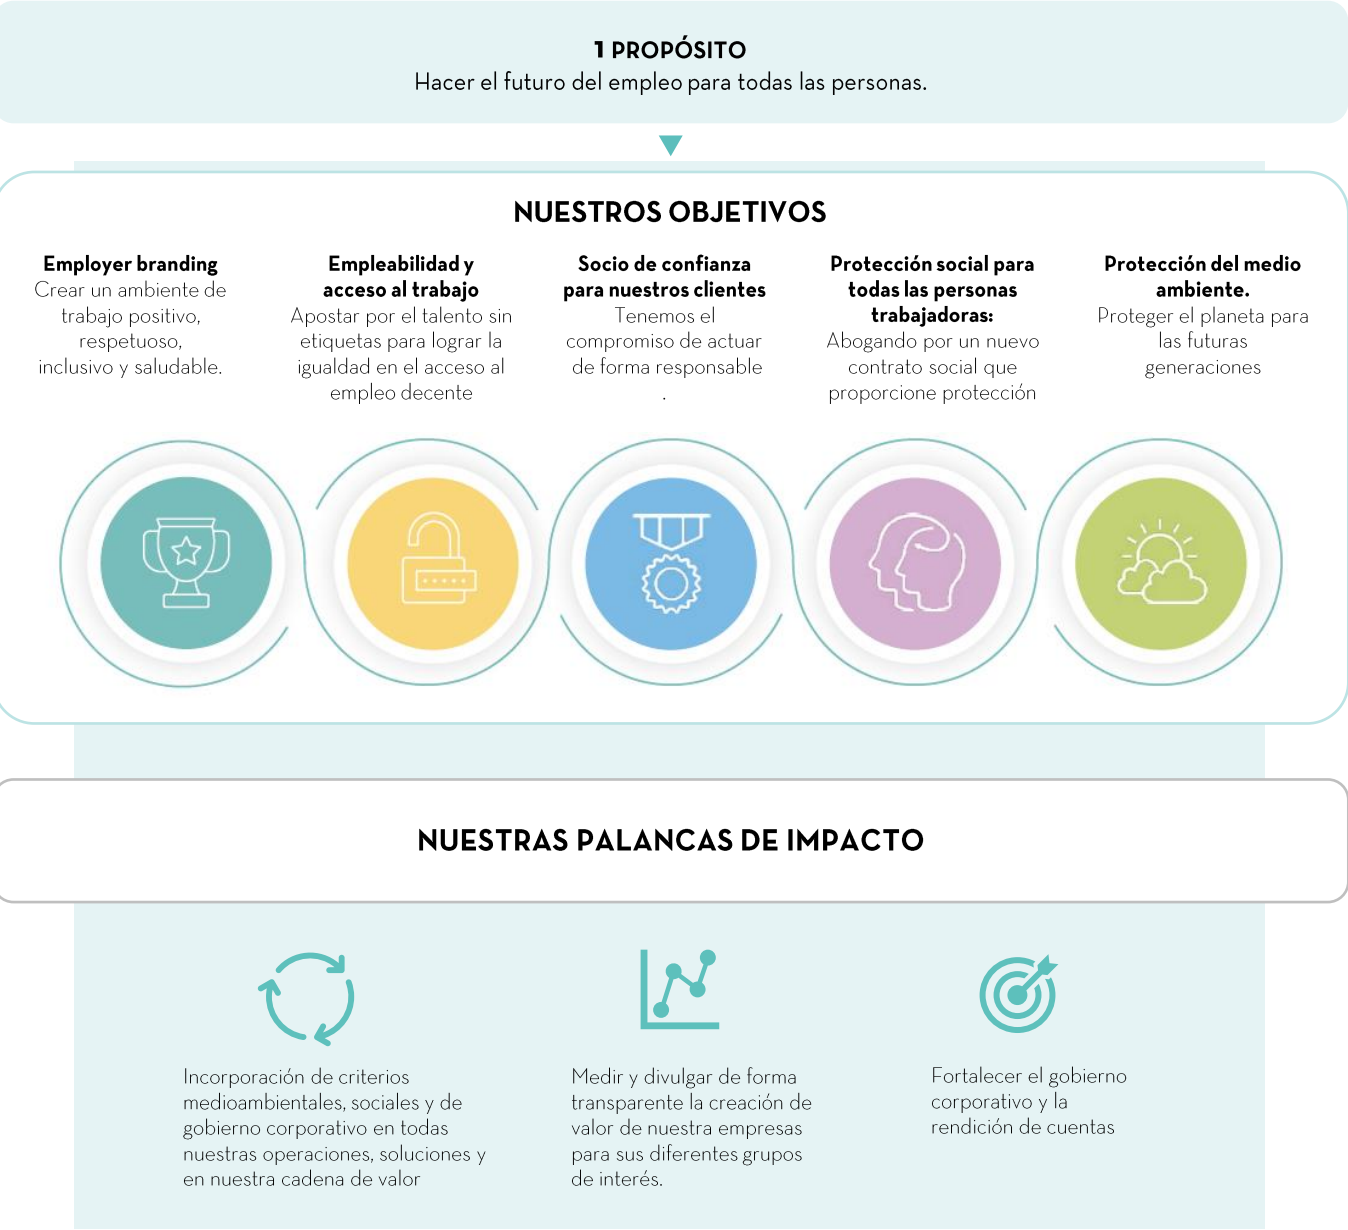 1 PROPÓSITO
Hacer el futuro del empleo para todas las personas.
NUESTROS OBJETIVOS
Employer branding
Crear un ambiente de
trabajo positivo,
respetuoso,
inclusivo y saludable.
Empleabilidad y
acceso al trabajo
Apostar por el talento sin
etiquetas para lograr la
igualdad en el acceso al
empleo decente
Socio de confianza
para nuestros clientes
Tenemos el
compromiso de actuar
de forma responsable
.
Protección social para
todas las personas
trabajadoras:
Abogando por un nuevo
contrato social que
proporcione protección
Protección del medio
ambiente.
Proteger el planeta para
las futuras
generaciones
NUESTRAS PALANCAS DE IMPACTO
Incorporación de criterios
medioambientales, sociales y de
gobierno corporativo en todas
nuestras operaciones, soluciones y
en nuestra cadena de valor
Medir y divulgar de forma
transparente la creación de
valor de nuestra empresas
para sus diferentes grupos
de interés.
Fortalecer el gobierno
corporativo y la
rendición de cuentas